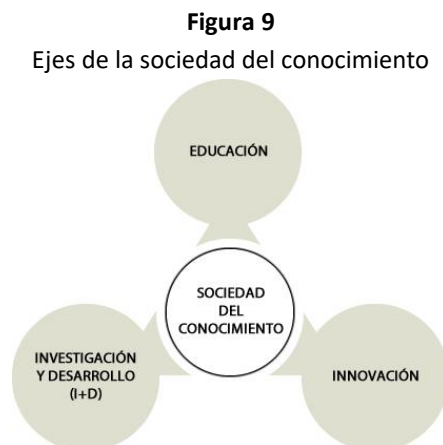 Figura 9
Ejes de la sociedad del conocimiento
EDUCACIÓN
SOCIEDAD
DEL
CONOCIMIENTO
INVESTIGACIÓN
Y DESARROLLO
(I+D)
INNOVACIÓN